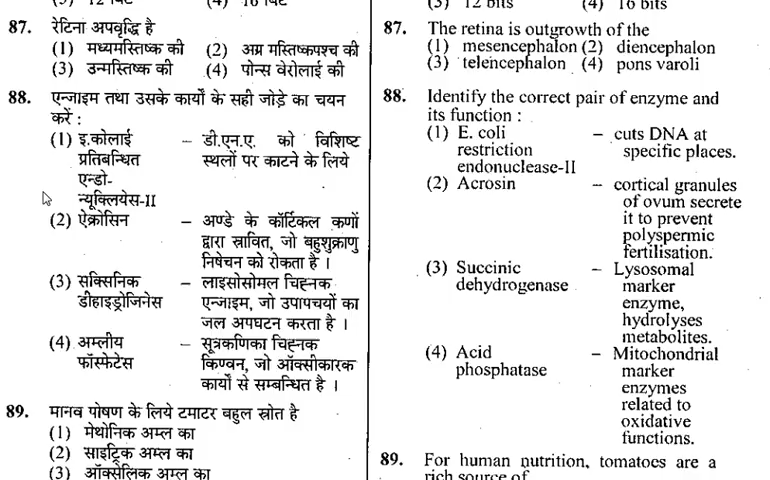 (3) 12 बिट (4) 16 बिट
87. रेटिना अपवृद्धि है
(1) मध्यमस्तिष्क की (2) अग्र मस्तिष्कपश्च की
(3) उन्मस्तिष्क की (4) पोन्स वेरोलाई की
88. एन्जाइम तथा उसके कार्यों के सही जोड़े का चयन
करें :
(1) इ.कोलाई – डी.एन.ए. को विशिष्ट
प्रतिबन्धित स्थलों पर काटने के लिये
एन्डो-
न्यूक्लियेस-II
(2) ऐक्रोसिन – अण्डे के कॉर्टिकल कणों
द्वारा स्रावित, जो बहुशुक्राणु
निषेचन को रोकता है ।
(3) सक्सिनिक – लाइसोसोमल चिह्नक
डीहाइड्रोजिनेस एन्जाइम, जो उपापचयों का
जल अपघटन करता है ।
(4) अम्लीय – सूत्रकणिका चिह्नक
फॉस्फेटेस किण्वन, जो ऑक्सीकारक
कार्यों से सम्बन्धित है ।
89. मानव पोषण के लिये टमाटर बहुल स्रोत है
(1) मेथोनिक अम्ल का
(2) साइट्रिक अम्ल का
(3) ऑक्सेलिक अम्ल का
(3) 12 bits (4) 16 bits
87. The retina is outgrowth of the
(1) mesencephalon (2) diencephalon
(3) telencephalon (4) pons varoli
88. Identify the correct pair of enzyme and
its function :
(1) E. coli – cuts DNA at
restriction specific places.
endonuclease-II
(2) Acrosin – cortical granules
of ovum secrete
it to prevent
polyspermic
fertilisation.
(3) Succinic – Lysosomal
dehydrogenase marker
enzyme,
hydrolyses
metabolites.
(4) Acid – Mitochondrial
phosphatase marker
enzymes
related to
oxidative
functions.
89. For human nutrition, tomatoes are a
rich source of